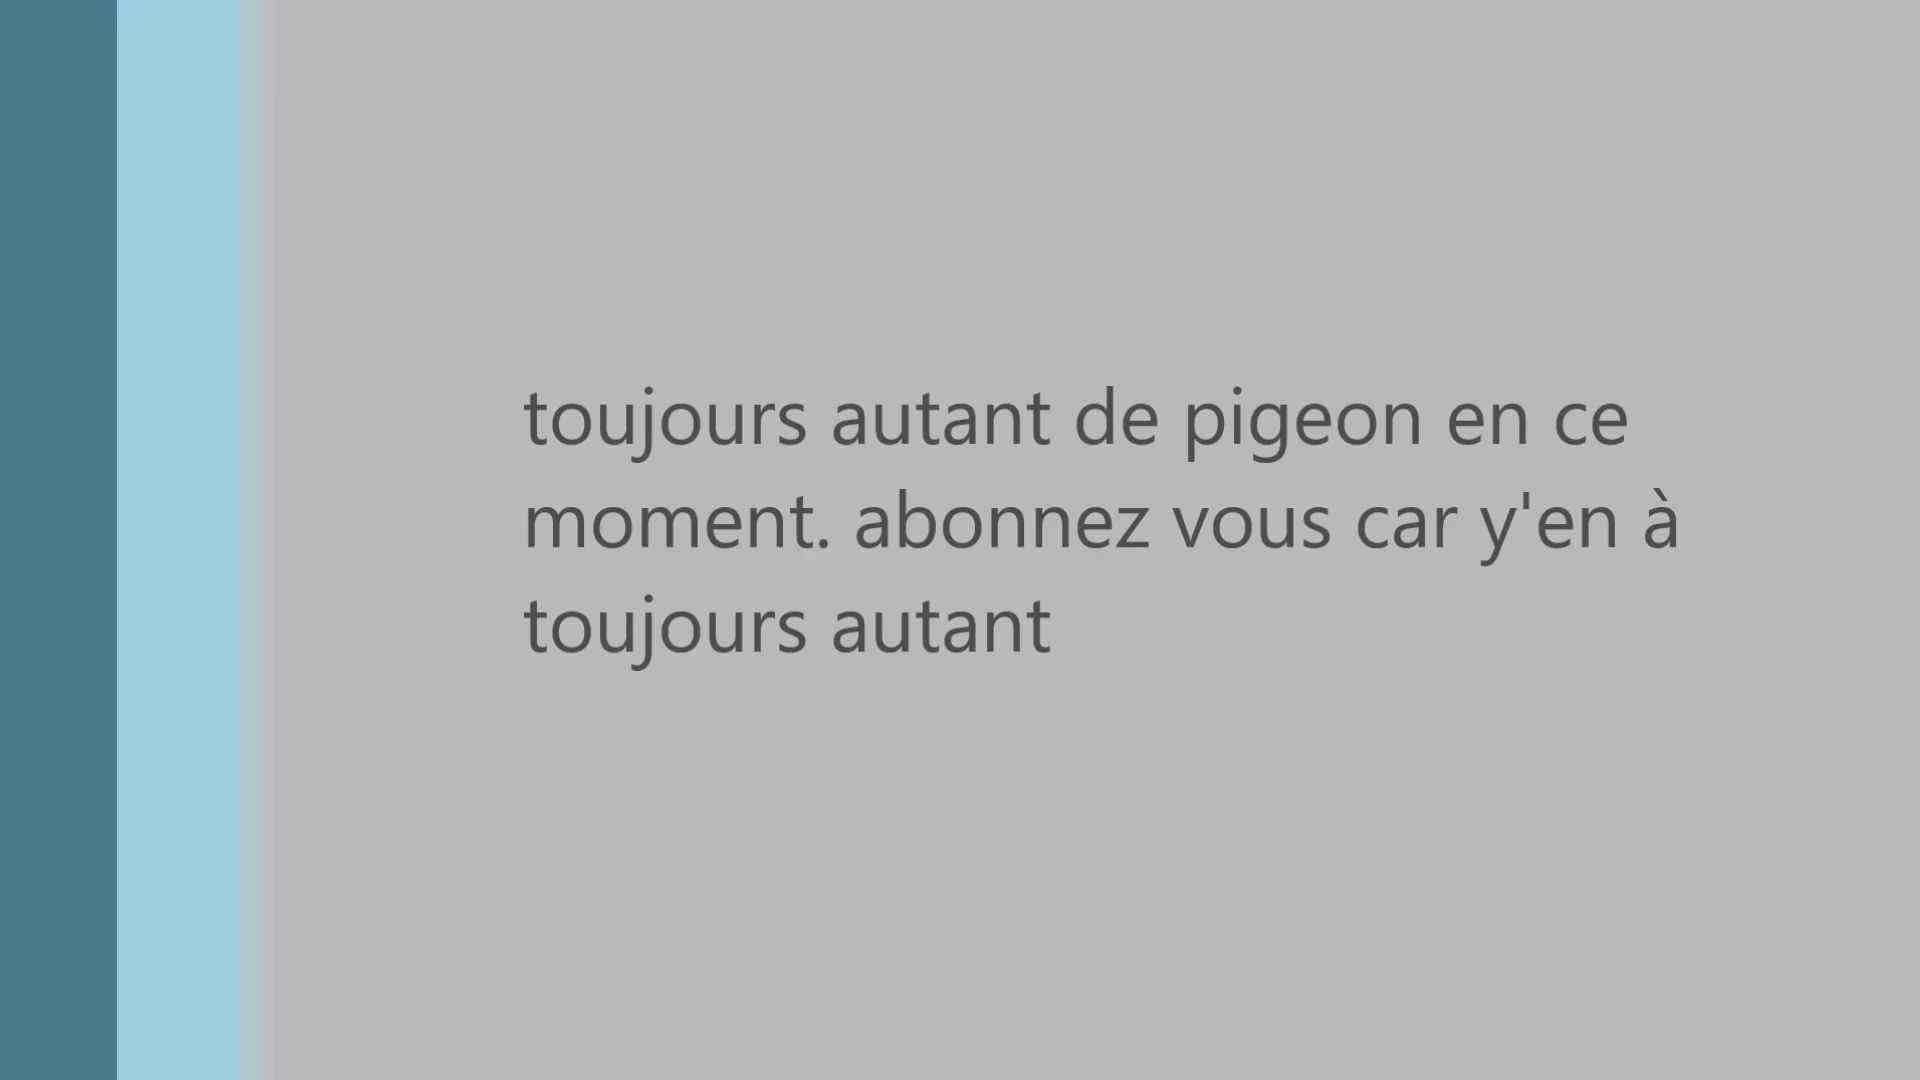 toujours autant de pigeon en ce
moment. abonnez vous car y'en à
toujours autant